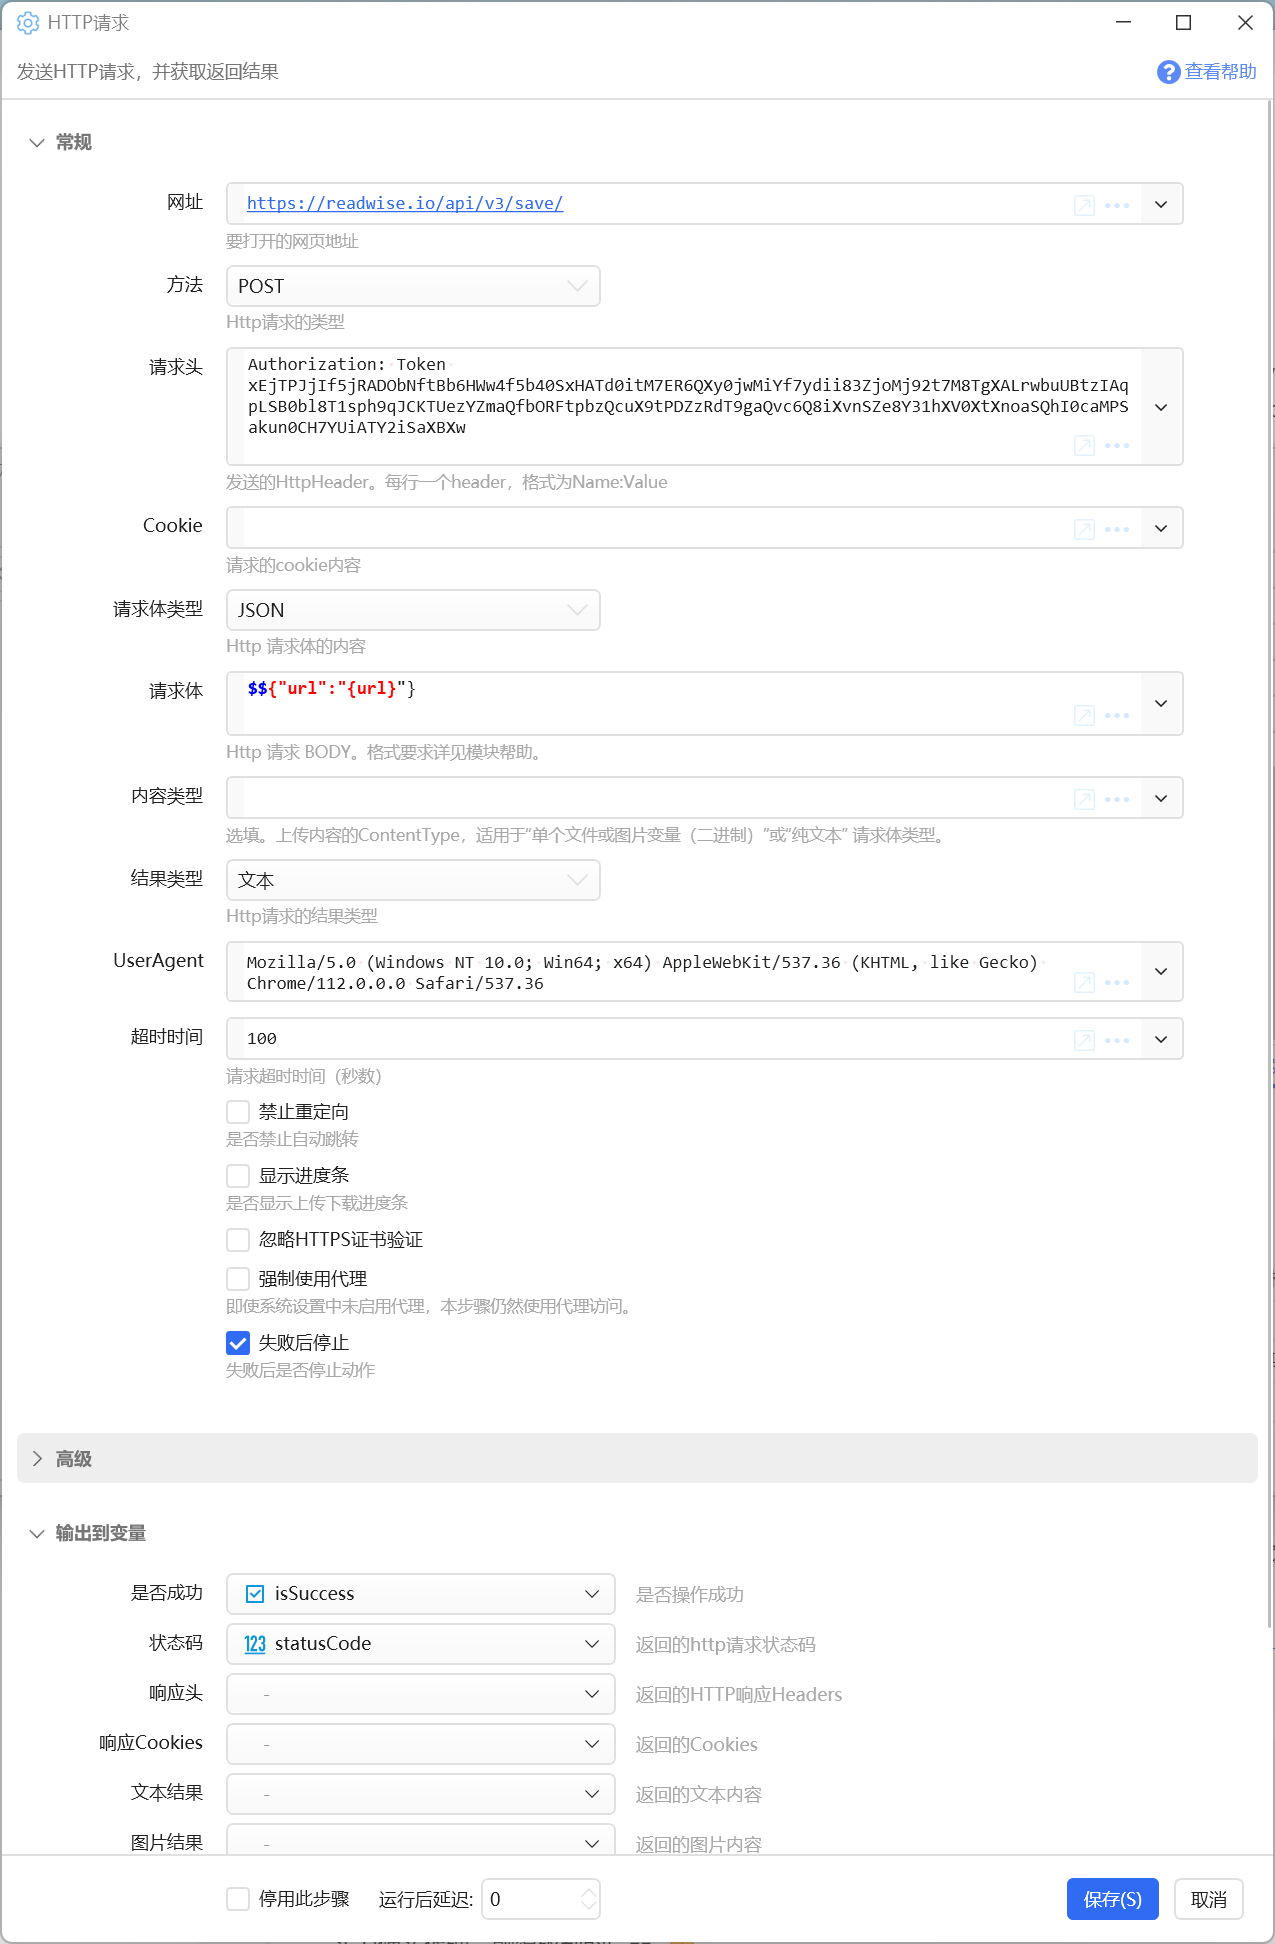 HTTP请求
发送HTTP请求，并获取返回结果
查看帮助
常规
网址
https://readwise.io/api/v3/save/
要打开的网页地址
方法
POST
Http请求的类型
请求头
Authorization: Token
xEjTPJjIf5jRADObNftBb6HWw4f5b40SxHATd0itM7ER6QXy0jwMiYf7ydii83ZjoMj92t7M8TgXALrwbuUBtzIAq
pLSB0bl8T1sph9qJCKTUezYZmaQfbORFtpbzQcuX9tPDZzRdT9gaQvc6Q8iXvnSZe8Y31hXV0XtXnoaSQhI0caMPS
akun0CH7YUiATY2iSaXBXw
发送的HttpHeader。每行一个header，格式为Name:Value
Cookie
请求的cookie内容
请求体类型
JSON
Http 请求体的内容
请求体
$${"url":"{url}"}
Http 请求 BODY。格式要求详见模块帮助。
内容类型
选填。上传内容的ContentType，适用于“单个文件或图片变量（二进制）”或“纯文本” 请求体类型。
结果类型
文本
Http请求的结果类型
UserAgent
Mozilla/5.0 (Windows NT 10.0; Win64; x64) AppleWebKit/537.36 (KHTML, like Gecko)
Chrome/112.0.0.0 Safari/537.36
超时时间
100
请求超时时间（秒数）
禁止重定向
是否禁止自动跳转
显示进度条
是否显示上传下载进度条
忽略HTTPS证书验证
强制使用代理
即使系统设置中未启用代理，本步骤仍然使用代理访问。
失败后停止
失败后是否停止动作
高级
输出到变量
是否成功 isSuccess 是否操作成功
状态码 123 statusCode 返回的http请求状态码
响应头 - 返回的HTTP响应Headers
响应Cookies - 返回的Cookies
文本结果 - 返回的文本内容
图片结果 - 返回的图片内容
停用此步骤 运行后延迟: 0 保存(S) 取消